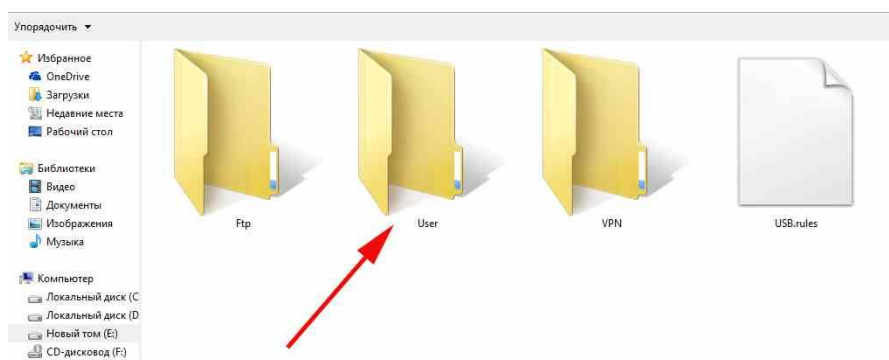 Упорядочить
Избранное
OneDrive
Загрузки
Недавние места
Рабочий стол
Библиотеки
Видео
Документы
Изображения
Музыка
Компьютер
Локальный диск (C
Локальный диск (D
Новый том (E:)
CD-дисковод (F:)
Ftp
User
VPN
USB.rules